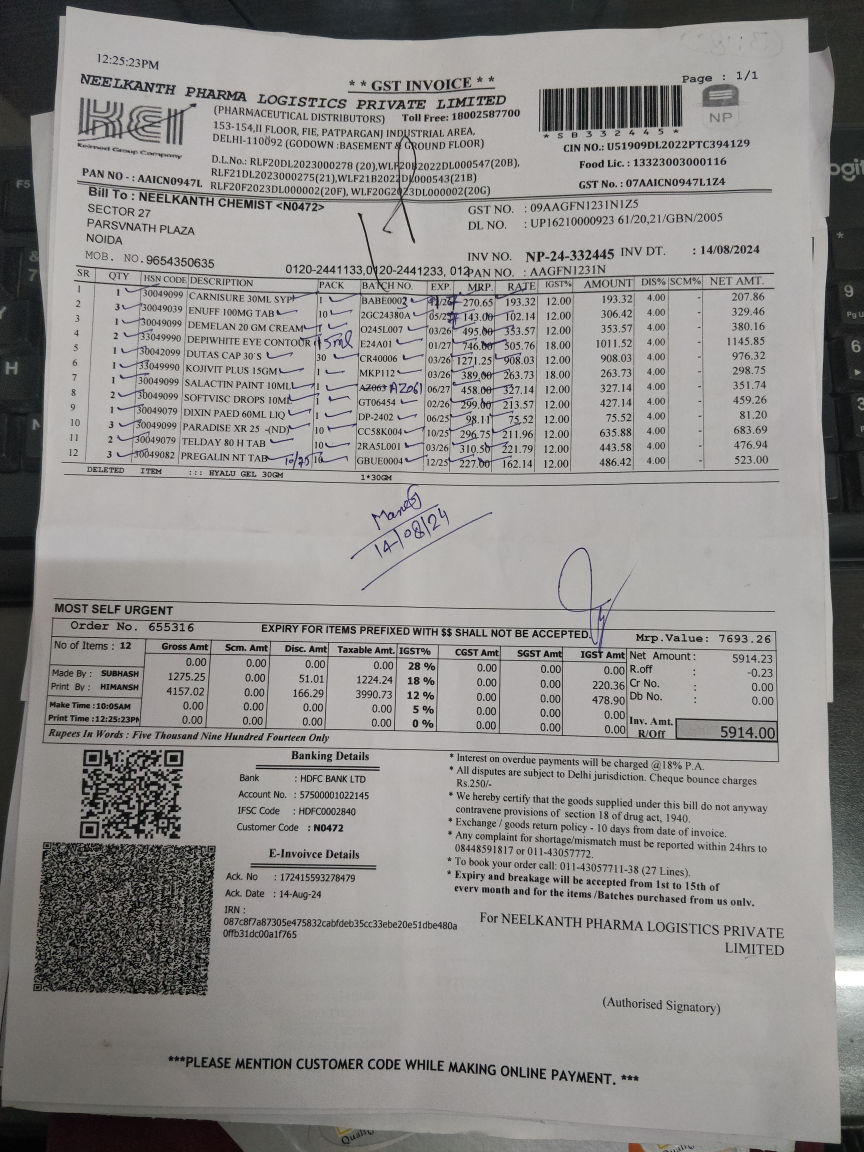 12:25:23PM
** GST INVOICE **
Page : 1/1
NEELKANTH PHARMA LOGISTICS PRIVATE LIMITED
KEI
Keimed Group Company
(PHARMACEUTICAL DISTRIBUTORS) Toll Free: 18002587700
153-154,II FLOOR, FIE, PATPARGANJ INDUSTRIAL AREA,
DELHI-110092 (GODOWN :BASEMENT & GROUND FLOOR)
D.L.No.: RLF20DL2023000278 (20),WLF20B2022DL000547(20B),
RLF21DL2023000275(21),WLF21B2022DL000543(21B)
RLF20F2023DL000002(20F), WLF20G2023DL000002(20G)
*SB332445*
NP
CIN NO.: U51909DL2022PTC394129
Food Lic. : 13323003000116
GST No. : 07AAICN0947L1Z4
PAN NO - : AAICN0947L
Bill To : NEELKANTH CHEMIST <N0472>
SECTOR 27
PARSVNATH PLAZA
NOIDA
MOB. NO. 9654350635
0120-2441133,0120-2441233, 012
GST NO. : 09AAGFN1231N1Z5
DL NO. : UP16210000923 61/20,21/GBN/2005
INV NO. NP-24-332445 INV DT. : 14/08/2024
PAN NO. : AAGFN1231N
SR QTY HSN CODE DESCRIPTION PACK BATCH NO. EXP. MRP. RATE IGST% AMOUNT DIS% SCM% NET AMT.
1 1 30049099 CARNISURE 30ML SYP 1 BABE0002 270.65 193.32 12.00 193.32 4.00 - 207.86
2 3 30049039 ENUFF 100MG TAB 10 2GC24380A 05/25 143.00 102.14 12.00 306.42 4.00 - 329.46
3 1 30049099 DEMELAN 20 GM CREAM 1 O245L007 03/26 495.00 353.57 12.00 353.57 4.00 - 380.16
4 2 33049990 DEPIWHITE EYE CONTOUR 15ml E24A01 01/27 746.00 505.76 18.00 1011.52 4.00 - 1145.85
5 1 30042099 DUTAS CAP 30`S 30 CR40006 03/26 1271.25 908.03 12.00 908.03 4.00 - 976.32
6 1 33049990 KOJIVIT PLUS 15GM 1 MKP112 03/26 389.00 263.73 18.00 263.73 4.00 - 298.75
7 1 30049099 SALACTIN PAINT 10ML 1 AZ063 AZ061 06/27 458.00 327.14 12.00 327.14 4.00 - 351.74
8 2 30049099 SOFTVISC DROPS 10ML 1 GT06454 02/26 299.00 213.57 12.00 427.14 4.00 - 459.26
9 1 30049079 DIXIN PAED 60ML LIQ 1 DP-2402 06/25 98.11 75.52 12.00 75.52 4.00 - 81.20
10 3 30049099 PARADISE XR 25 -(ND) 10 CC58K004 10/25 296.75 211.96 12.00 635.88 4.00 - 683.69
11 2 30049079 TELDAY 80 H TAB 10 2RA5L001 03/26 310.50 221.79 12.00 443.58 4.00 - 476.94
12 3 30049082 PREGALIN NT TAB 10/75 10 GBUE0004 12/25 227.00 162.14 12.00 486.42 4.00 - 523.00
DELETED ITEM ::: HYALU GEL 30GM 1*30GM
14/08/24
MOST SELF URGENT
Order No. 655316 EXPIRY FOR ITEMS PREFIXED WITH $$ SHALL NOT BE ACCEPTED. Mrp.Value: 7693.26
No of Items : 12 Gross Amt Scm. Amt Disc. Amt Taxable Amt. IGST% CGST Amt SGST Amt IGST Amt
0.00 0.00 0.00 0.00 28 % 0.00 0.00 0.00
1275.25 0.00 51.01 1224.24 18 % 0.00 0.00 220.36
4157.02 0.00 166.29 3990.73 12 % 0.00 0.00 478.90
0.00 0.00 0.00 0.00 5 % 0.00 0.00 0.00
0.00 0.00 0.00 0.00 0 % 0.00 0.00 0.00
Made By : SUBHASH
Print By : HIMANSH
Make Time :10:05AM
Print Time :12:25:23PM
Net Amount: 5914.23
R.off : -0.23
Cr No. : 0.00
Db No. : 0.00
Inv. Amt. R/Off 5914.00
Rupees In Words : Five Thousand Nine Hundred Fourteen Only
Banking Details
Bank : HDFC BANK LTD
Account No. : 57500001022145
IFSC Code : HDFC0002840
Customer Code : N0472
E-Invoivce Details
Ack. No : 172415593278479
Ack. Date : 14-Aug-24
IRN :
087c8f7a87305e475832cabfdeb35cc33ebe20e51dbe480a
0ffb31dc00a1f765
* Interest on overdue payments will be charged @18% P.A.
* All disputes are subject to Delhi jurisdiction. Cheque bounce charges
Rs.250/-
* We hereby certify that the goods supplied under this bill do not anyway
contravene provisions of section 18 of drug act, 1940.
* Exchange / goods return policy - 10 days from date of invoice.
* Any complaint for shortage/mismatch must be reported within 24hrs to
08448591817 or 011-43057772.
* To book your order call: 011-43057711-38 (27 Lines).
* Expiry and breakage will be accepted from 1st to 15th of
every month and for the items /Batches purchased from us only.
For NEELKANTH PHARMA LOGISTICS PRIVATE
LIMITED
(Authorised Signatory)
***PLEASE MENTION CUSTOMER CODE WHILE MAKING ONLINE PAYMENT. ***